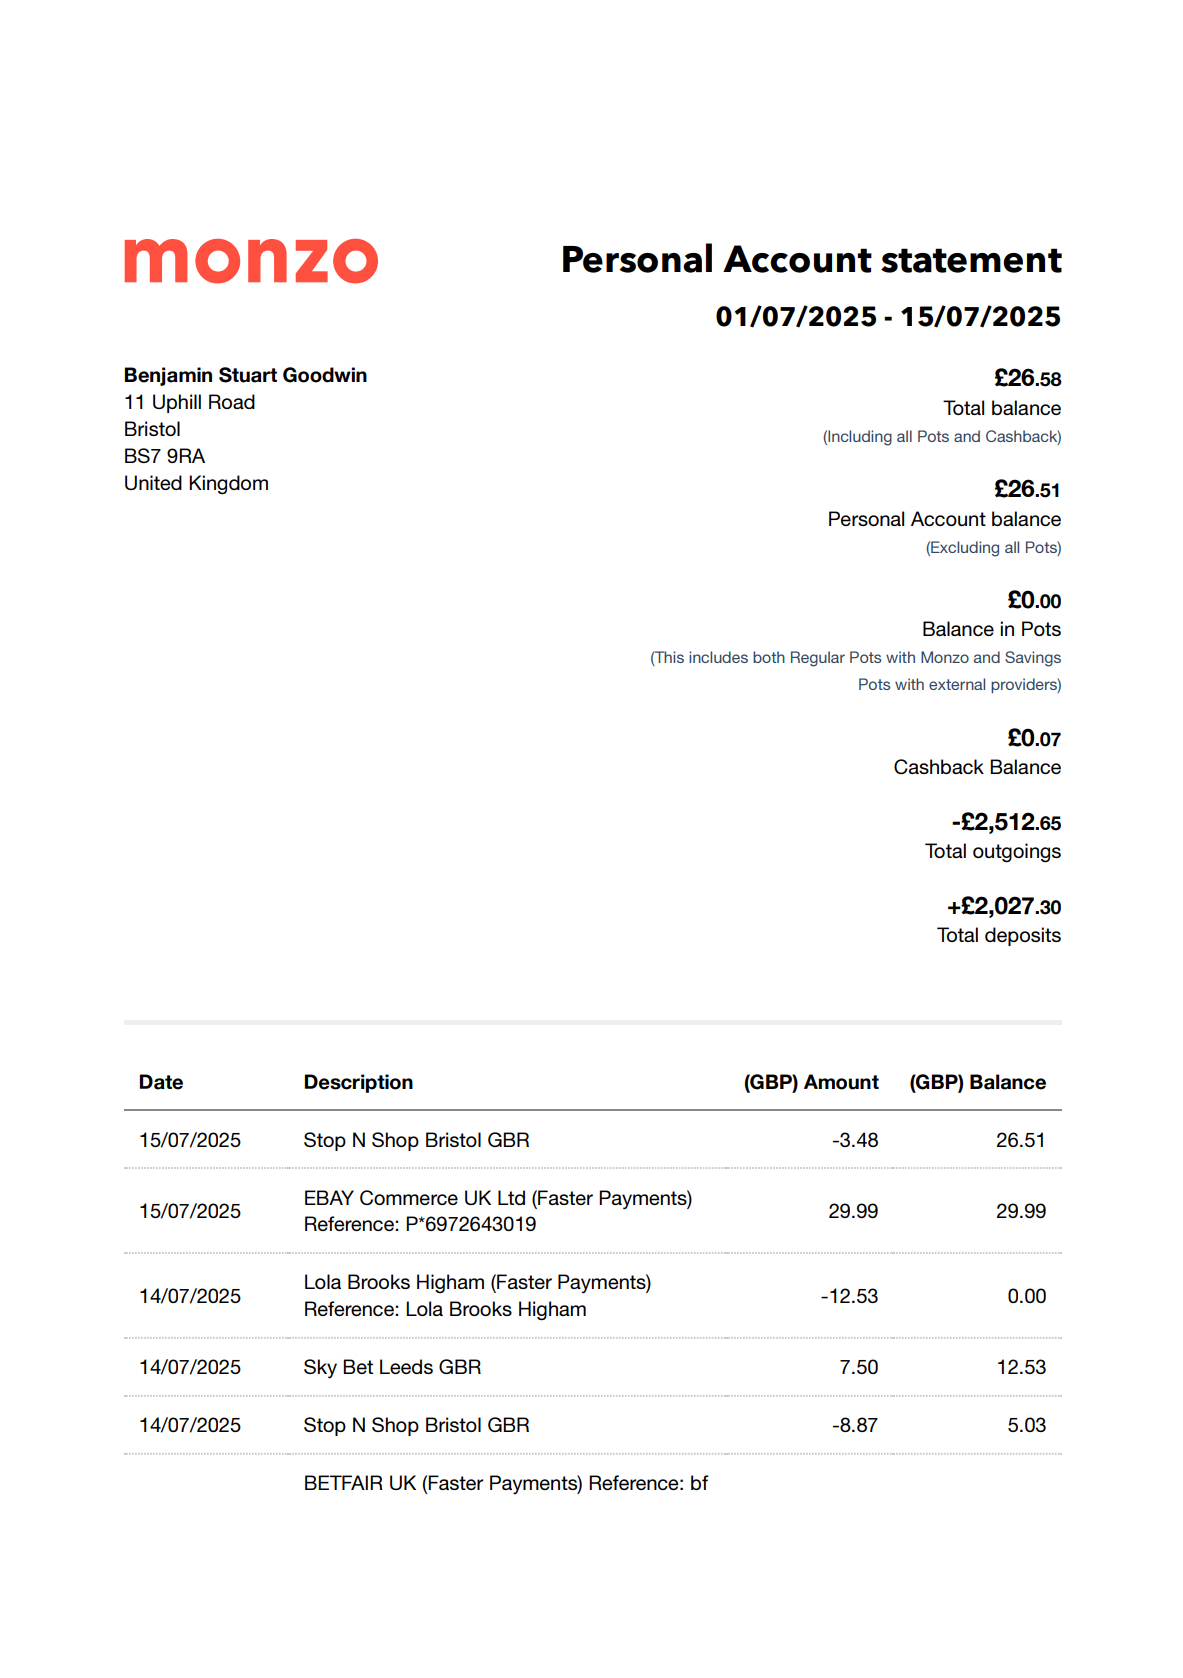 monzo
Personal Account statement
01/07/2025 - 15/07/2025
Benjamin Stuart Goodwin
11 Uphill Road
Bristol
BS7 9RA
United Kingdom
£26.58
Total balance
(Including all Pots and Cashback)
£26.51
Personal Account balance
(Excluding all Pots)
£0.00
Balance in Pots
(This includes both Regular Pots with Monzo and Savings
Pots with external providers)
£0.07
Cashback Balance
-£2,512.65
Total outgoings
+£2,027.30
Total deposits
Date Description (GBP) Amount (GBP) Balance
15/07/2025 Stop N Shop Bristol GBR -3.48 26.51
EBAY Commerce UK Ltd (Faster Payments)
15/07/2025 29.99 29.99
Reference: P*6972643019
Lola Brooks Higham (Faster Payments)
14/07/2025 -12.53 0.00
Reference: Lola Brooks Higham
14/07/2025 Sky Bet Leeds GBR 7.50 12.53
14/07/2025 Stop N Shop Bristol GBR -8.87 5.03
BETFAIR UK (Faster Payments) Reference: bf